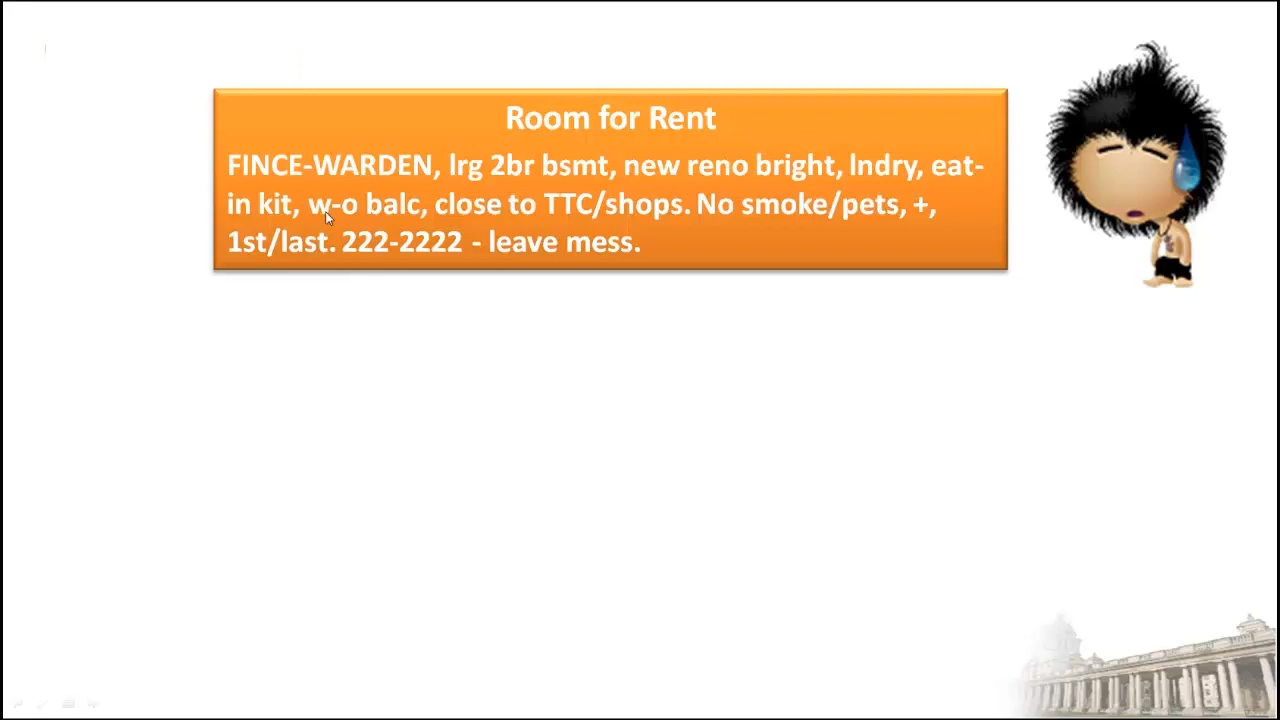 Room for Rent
FINCE-WARDEN, lrg 2br bsmt, new reno bright, lndry, eat-
in kit, w-o balc, close to TTC/shops. No smoke/pets, +,
1st/last. 222-2222 - leave mess.